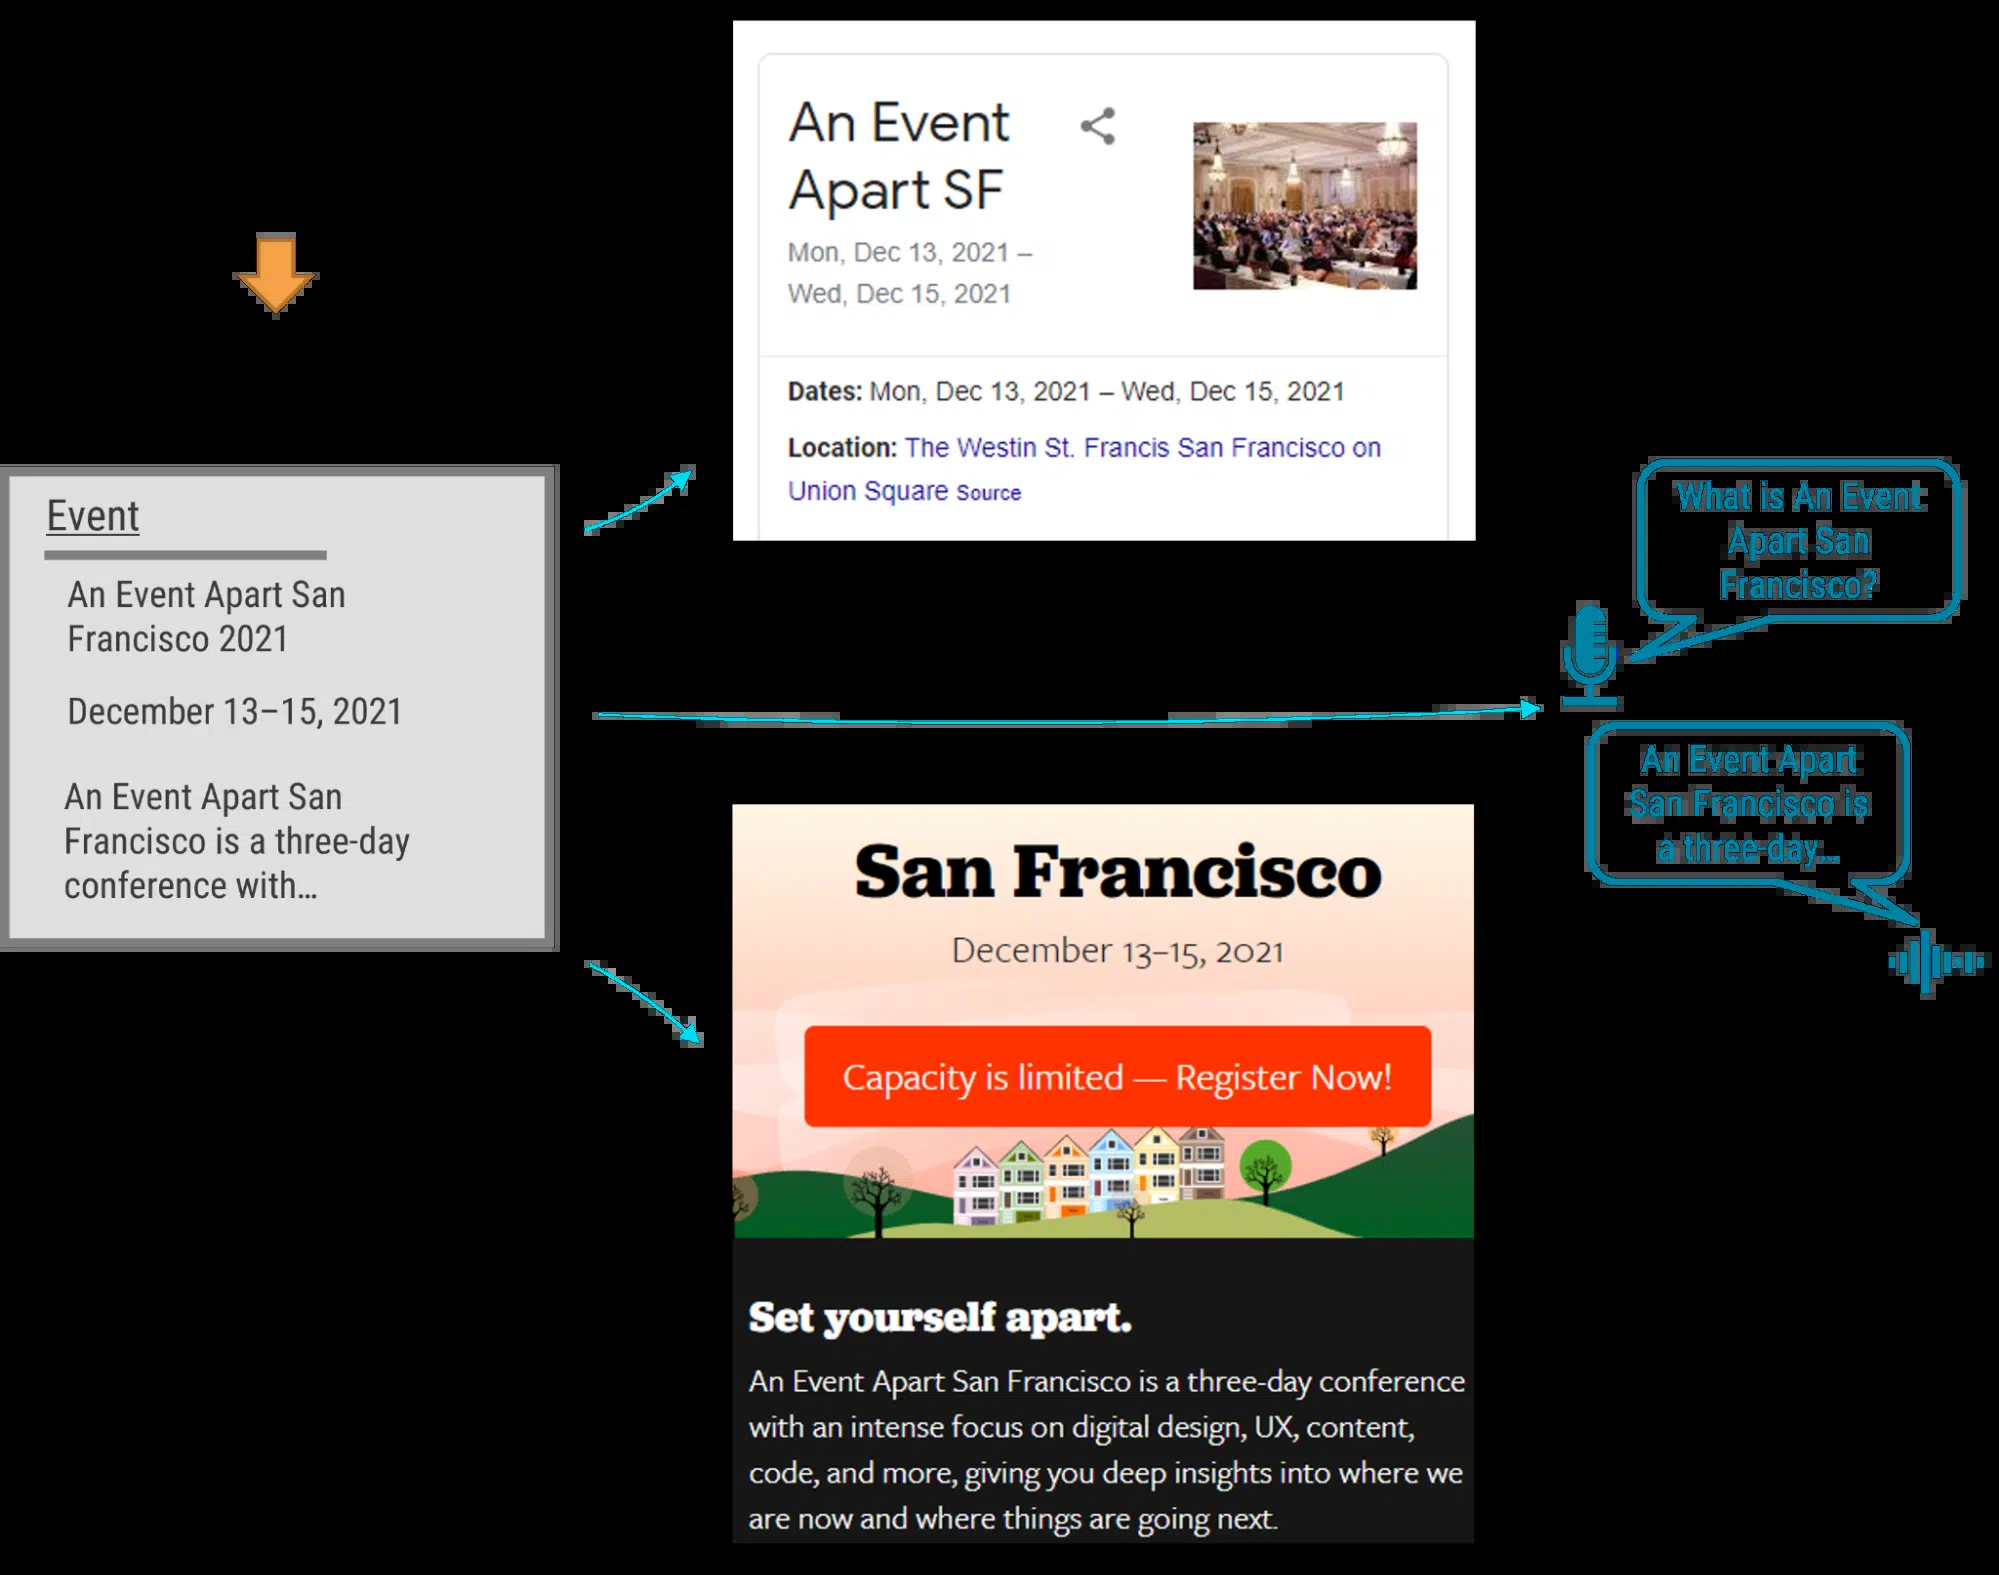 Event
An Event Apart San
Francisco 2021
December 13–15, 2021
An Event Apart San
Francisco is a three-day
conference with...
An Event
Apart SF
Mon, Dec 13, 2021 –
Wed, Dec 15, 2021
Dates: Mon, Dec 13, 2021 – Wed, Dec 15, 2021
Location: The Westin St. Francis San Francisco on
Union Square Source
San Francisco
December 13–15, 2021
Capacity is limited — Register Now!
Set yourself apart.
An Event Apart San Francisco is a three-day conference
with an intense focus on digital design, UX, content,
code, and more, giving you deep insights into where we
are now and where things are going next.
What is An Event
Apart San
Francisco?
An Event Apart
San Francisco is
a three-day...